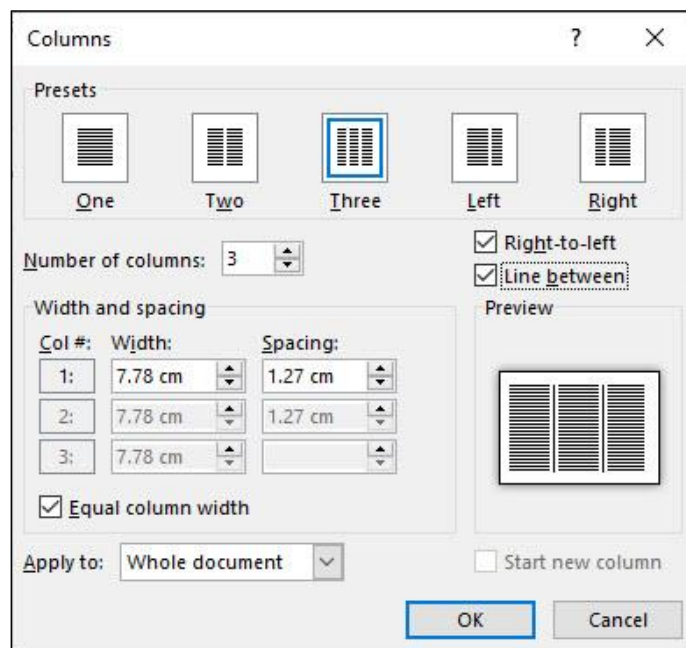 Columns ? ×
Presets
One Two Three Left Right
Number of columns: 3
Right-to-left
Line between
Width and spacing
Col #: Width: Spacing:
1: 7.78 cm 1.27 cm
2: 7.78 cm 1.27 cm
3: 7.78 cm
Equal column width
Preview
Apply to: Whole document
Start new column
OK Cancel